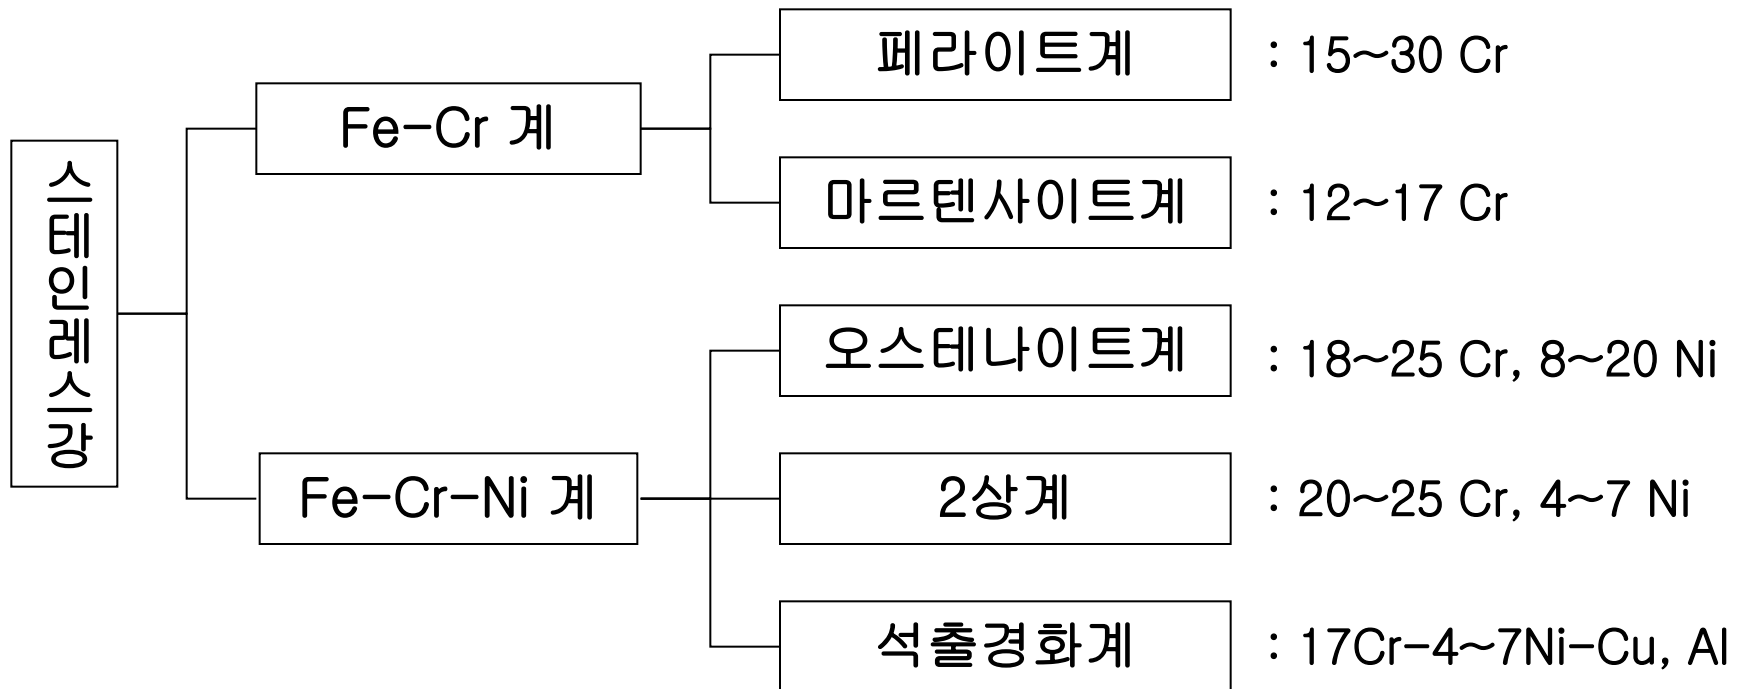 스테인레스강
Fe-Cr 계
페라이트계 : 15~30 Cr
마르텐사이트계 : 12~17 Cr
Fe-Cr-Ni 계
오스테나이트계 : 18~25 Cr, 8~20 Ni
2상계 : 20~25 Cr, 4~7 Ni
석출경화계 : 17Cr-4~7Ni-Cu, Al